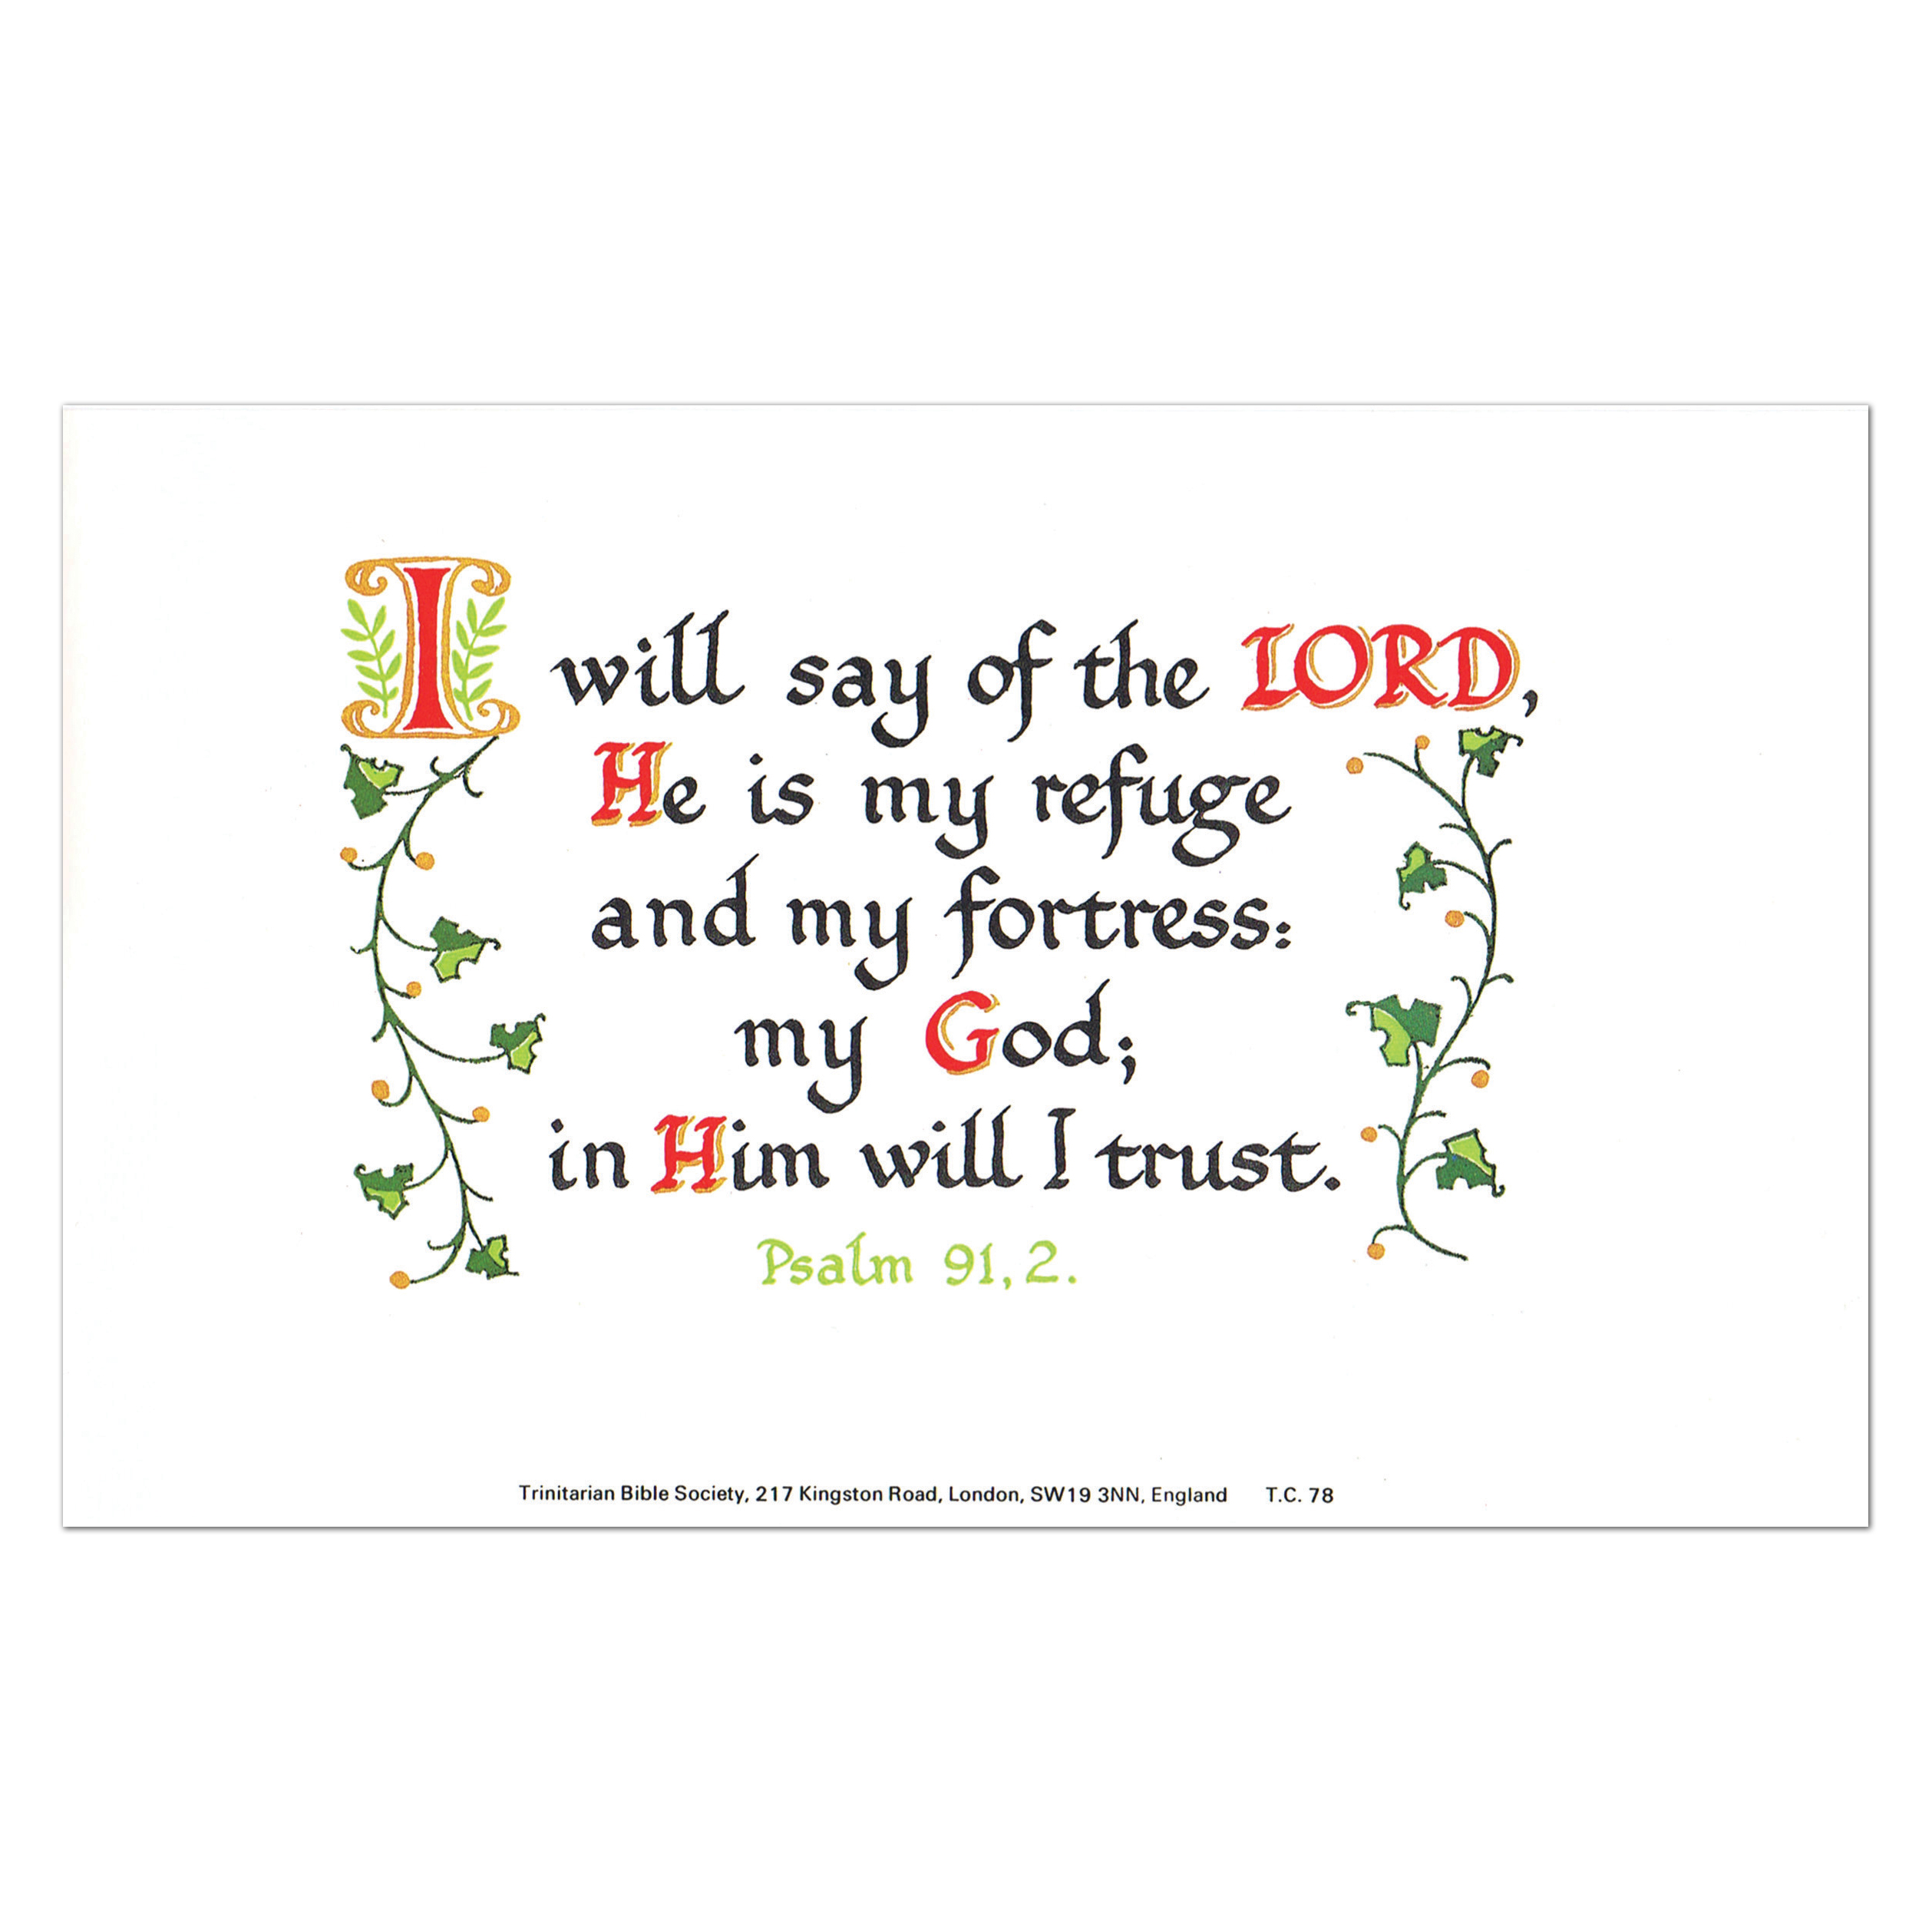 I will say of the LORD,
He is my refuge
and my fortress:
my God;
in Him will I trust.
Psalm 91, 2.
Trinitarian Bible Society, 217 Kingston Road, London, SW19 3NN, England T.C. 78